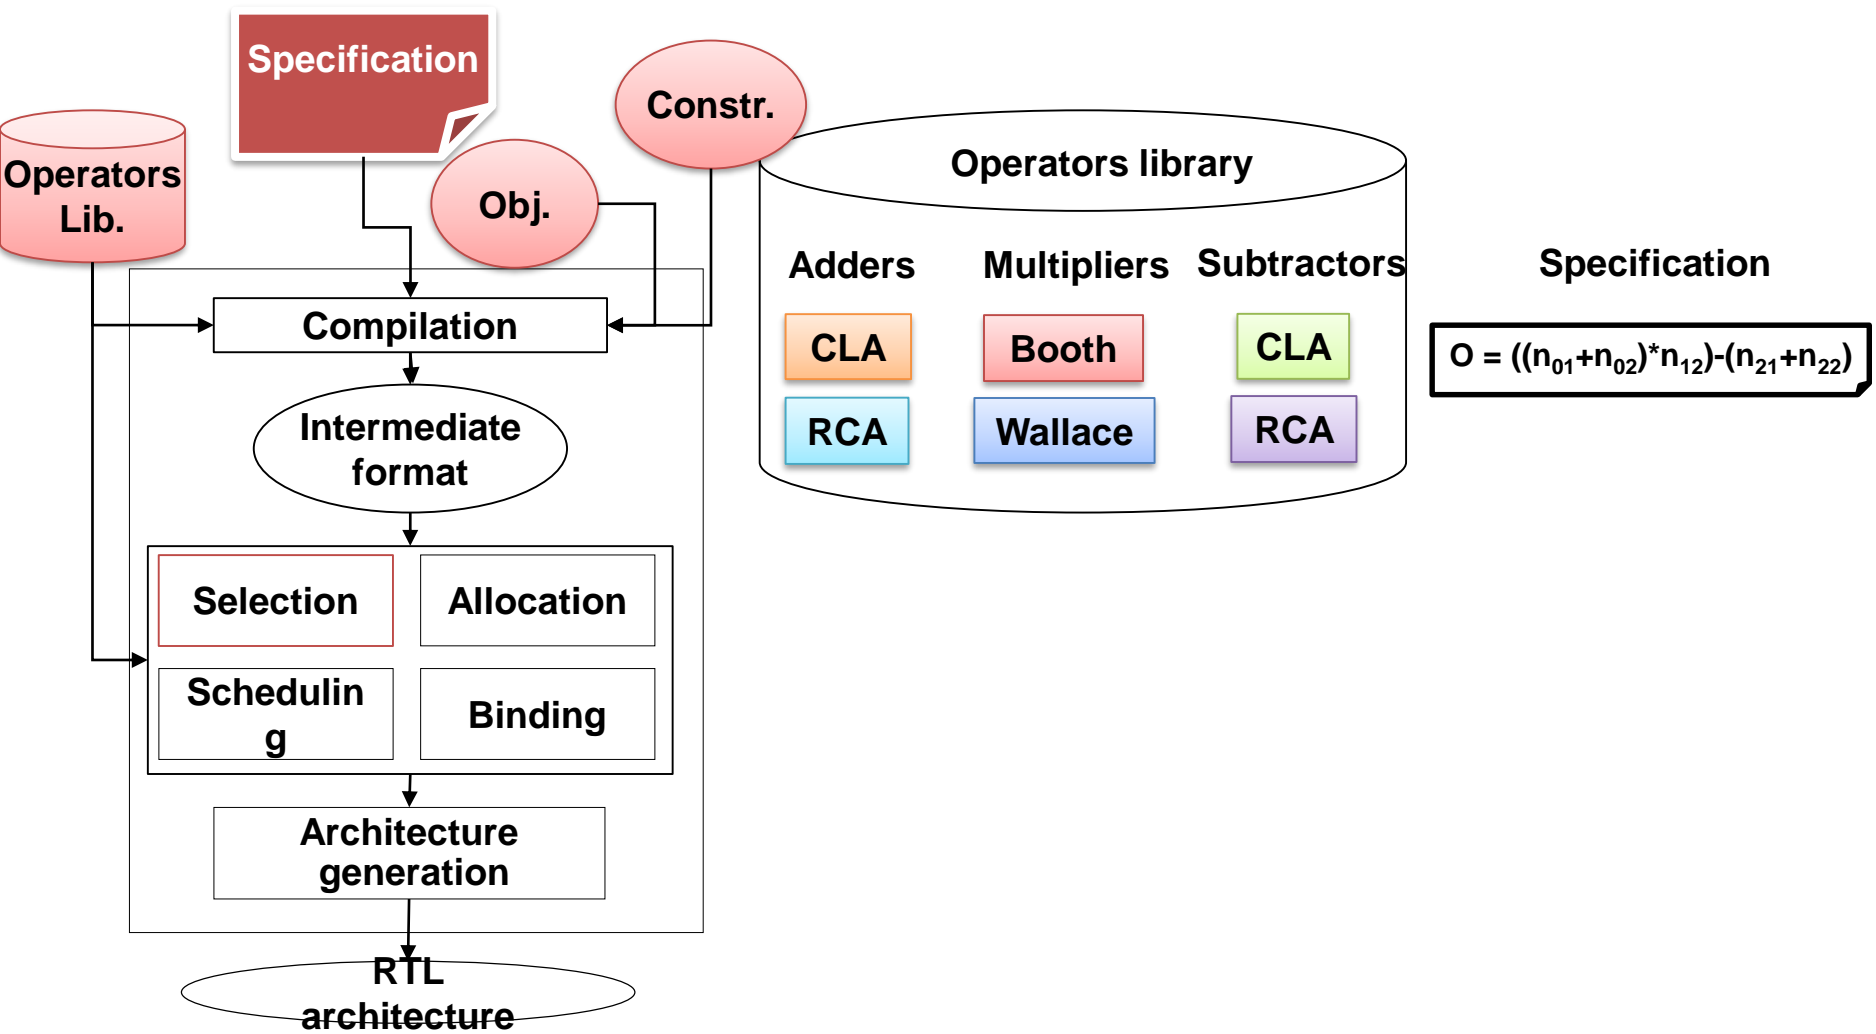 Specification
Constr.
Obj.
Operators
Lib.
Compilation
Intermediate
format
Selection
Allocation
Schedulin
g
Binding
Architecture
generation
RTL
architecture
Operators library
Adders
Multipliers
Subtractors
CLA
Booth
CLA
RCA
Wallace
RCA
Specification
O = ((n₀₁+n₀₂)*n₁₂)-(n₂₁+n₂₂)